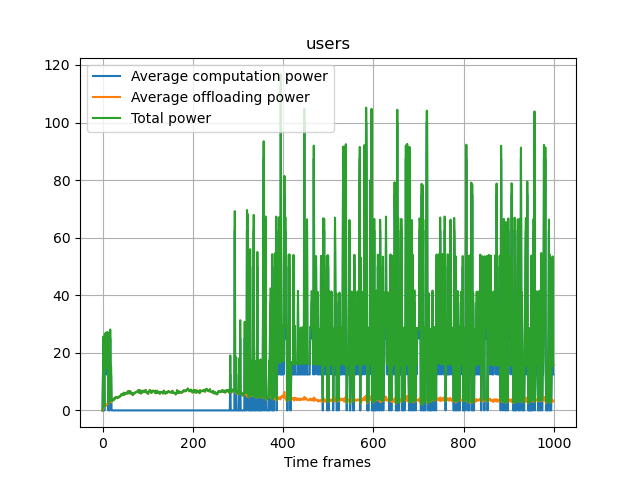 users
120
100
80
60
40
20
0
Average computation power
Average offloading power
Total power
0 200 400 600 800 1000
Time frames